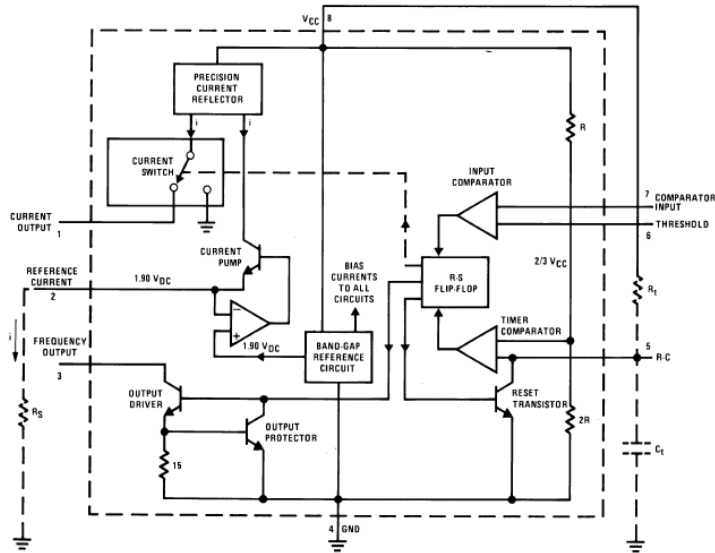 VCC
8
PRECISION
CURRENT
REFLECTOR
i
i
R
CURRENT
SWITCH
INPUT
COMPARATOR
7
COMPARATOR
INPUT
CURRENT
OUTPUT
1
THRESHOLD
6
CURRENT
PUMP
BIAS
CURRENTS
TO ALL
CIRCUITS
R-S
FLIP-FLOP
2/3 VCC
REFERENCE
CURRENT
2
1.90 VDC
Rt
i
−
+
TIMER
COMPARATOR
FREQUENCY
OUTPUT
3
1.90 VDC
BAND-GAP
REFERENCE
CIRCUIT
5
R-C
OUTPUT
DRIVER
RESET
TRANSISTOR
RS
OUTPUT
PROTECTOR
2R
15
Ct
4
GND